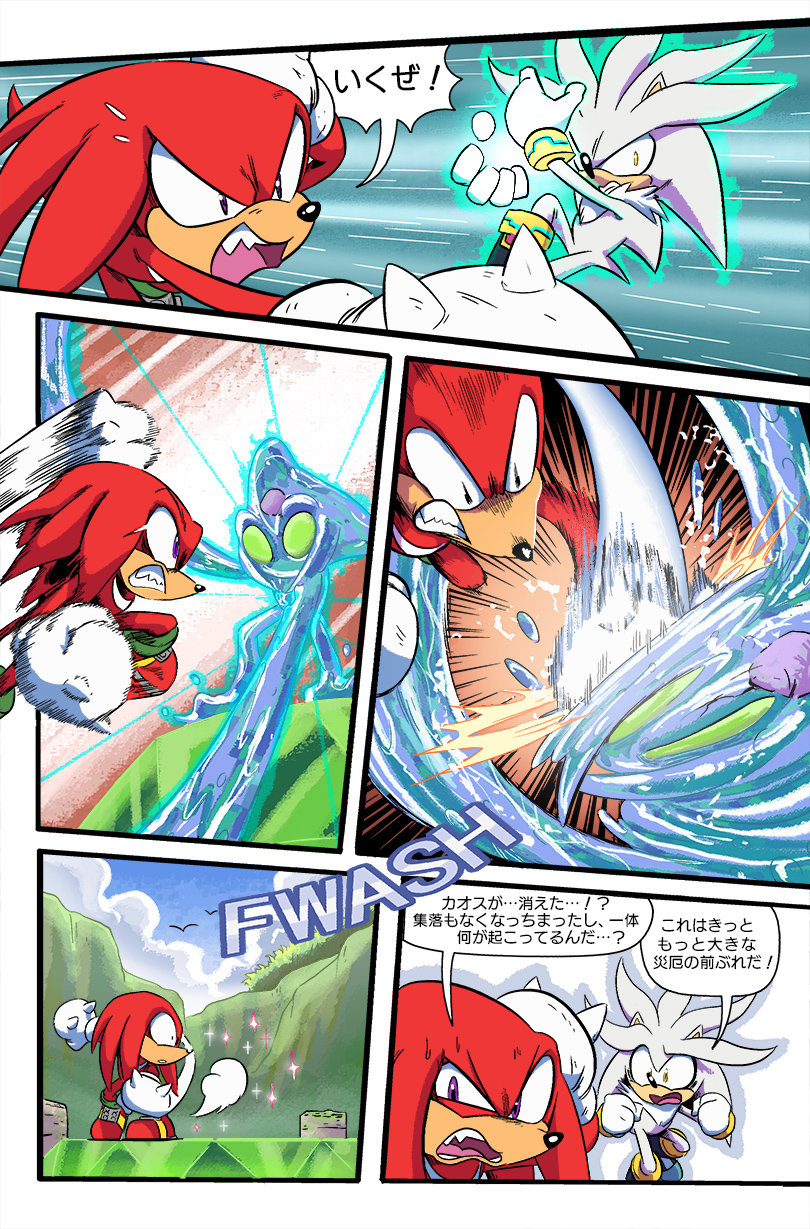 いくぜ！
FWASH
カオスが…消えた…！？
集落もなくなっちまったし、一体
何が起こってるんだ…？
これはきっと
もっと大きな
災厄の前ぶれだ！